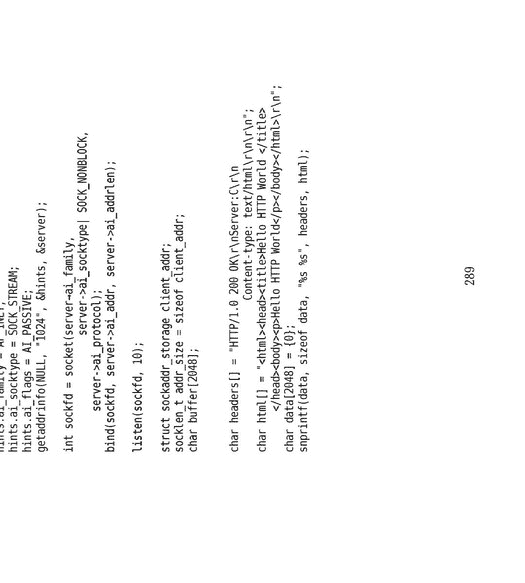 hints.ai_family = AF_INET;
hints.ai_socktype = SOCK_STREAM;
hints.ai_flags = AI_PASSIVE;
getaddrinfo(NULL, "1024", &hints, &server);
int sockfd = socket(server->ai_family,
server->ai_socktype| SOCK_NONBLOCK,
server->ai_protocol);
bind(sockfd, server->ai_addr, server->ai_addrlen);
listen(sockfd, 10);
struct sockaddr_storage client_addr;
socklen_t addr_size = sizeof client_addr;
char buffer[2048];
char headers[] = "HTTP/1.0 200 OK\r\nServer:C\r\n
Content-type: text/html\r\n\r\n";
char html[] = "<html><head><title>Hello HTTP World </title>
</head><body><p>Hello HTTP World</p></body></html>\r\n";
char data[2048] = {0};
snprintf(data, sizeof data, "%s %s", headers, html);
289